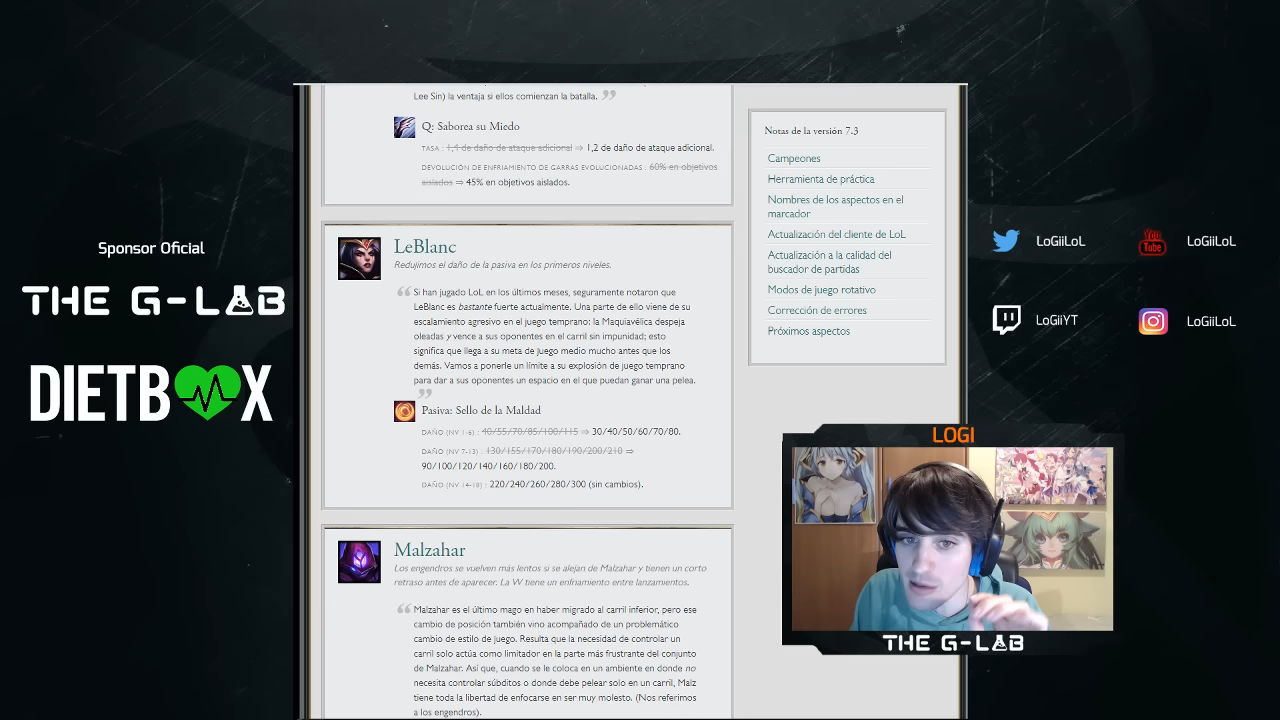 Sponsor Oficial
THE G-LAB
DIETBOX
Lee Sin) la ventaja si ellos comienzan la batalla. ”
Q: Saborea su Miedo
TASA : 1,4 de daño de ataque adicional ⇒ 1,2 de daño de ataque adicional.
DEVOLUCIÓN DE ENFRIAMIENTO DE GARRAS EVOLUCIONADAS : 60% en objetivos
aislados ⇒ 45% en objetivos aislados.
LeBlanc
Redujimos el daño de la pasiva en los primeros niveles.
“ Si han jugado LoL en los últimos meses, seguramente notaron que
LeBlanc es bastante fuerte actualmente. Una parte de ello viene de su
escalamiento agresivo en el juego temprano: la Maquiavélica despeja
oleadas y vence a sus oponentes en el carril sin impunidad; esto
significa que llega a su meta de juego medio mucho antes que los
demás. Vamos a ponerle un límite a su explosión de juego temprano
para dar a sus oponentes un espacio en el que puedan ganar una pelea.
”
Pasiva: Sello de la Maldad
DAÑO (NV 1-6) : 40/55/70/85/100/115 ⇒ 30/40/50/60/70/80.
DAÑO (NV 7-13) : 130/155/170/180/190/200/210 ⇒
90/100/120/140/160/180/200.
DAÑO (NV 14-18) : 220/240/260/280/300 (sin cambios).
Malzahar
Los engendros se vuelven más lentos si se alejan de Malzahar y tienen un corto
retraso antes de aparecer. La W tiene un enfriamiento entre lanzamientos.
“ Malzahar es el último mago en haber migrado al carril inferior, pero ese
cambio de posición también vino acompañado de un problemático
cambio de estilo de juego. Resulta que la necesidad de controlar un
carril solo actúa como limitador en la parte más frustrante del conjunto
de Malzahar. Así que, cuando se le coloca en un ambiente en donde no
necesita controlar súbditos o donde debe pelear solo en un carril, Malz
tiene toda la libertad de enfocarse en ser muy molesto. (Nos referimos
a los engendros).
Notas de la versión 7.3
Campeones
Herramienta de práctica
Nombres de los aspectos en el
marcador
Actualización del cliente de LoL
Actualización a la calidad del
buscador de partidas
Modos de juego rotativo
Corrección de errores
Próximos aspectos
LoGiiLoL
You
Tube
LoGiiLoL
LoGiiYT
LoGiiLoL
LOGI
THE G-LAB